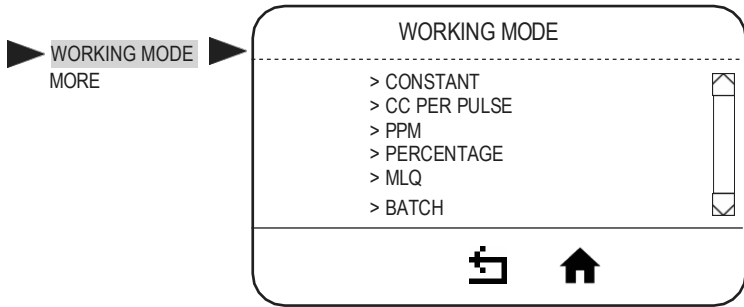 WORKING MODE
MORE
WORKING MODE
> CONSTANT
> CC PER PULSE
> PPM
> PERCENTAGE
> MLQ
> BATCH